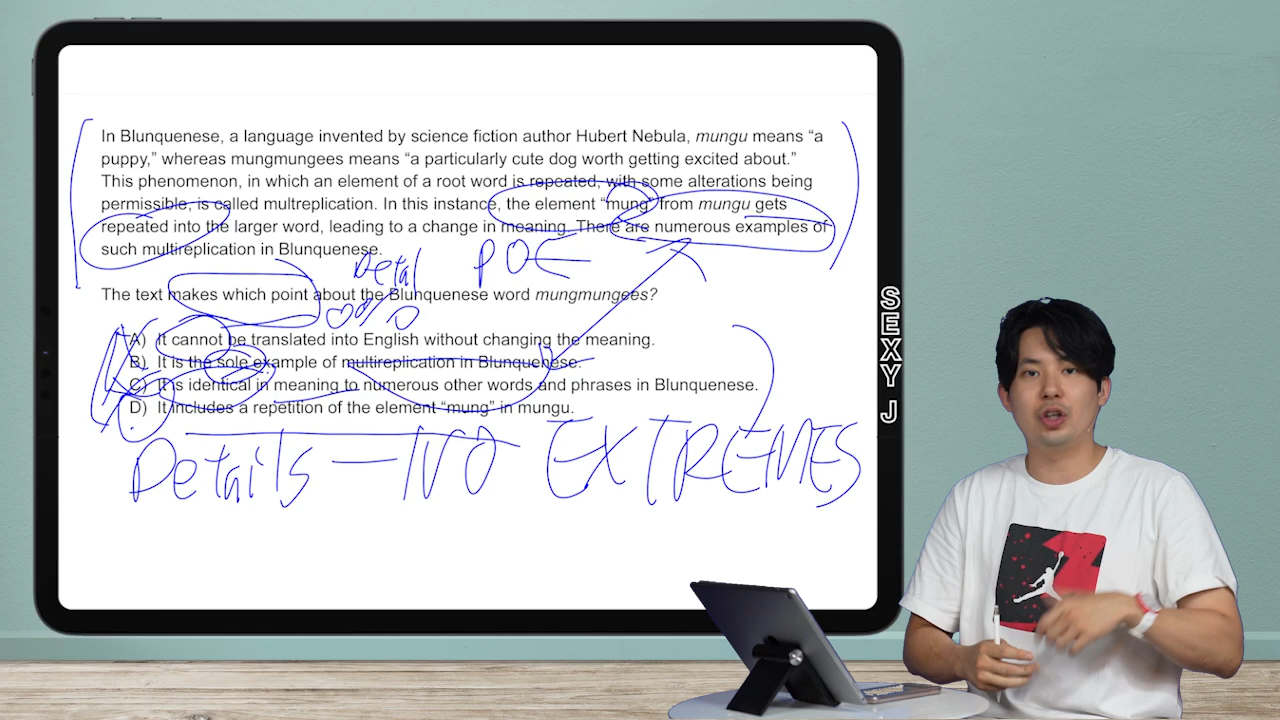 In Blunquenese, a language invented by science fiction author Hubert Nebula, mungu means “a
puppy,” whereas mungmungees means “a particularly cute dog worth getting excited about.”
This phenomenon, in which an element of a root word is repeated, with some alterations being
permissible, is called multreplication. In this instance, the element “mung” from mungu gets
repeated into the larger word, leading to a change in meaning. There are numerous examples of
such multireplication in Blunquenese.
Detail
POE
The text makes which point about the Blunquenese word mungmungees?
A) It cannot be translated into English without changing the meaning.
B) It is the sole example of multireplication in Blunquenese.
C) It is identical in meaning to numerous other words and phrases in Blunquenese.
D) It includes a repetition of the element “mung” in mungu.
Details — NO EXTREMES
SEXY J